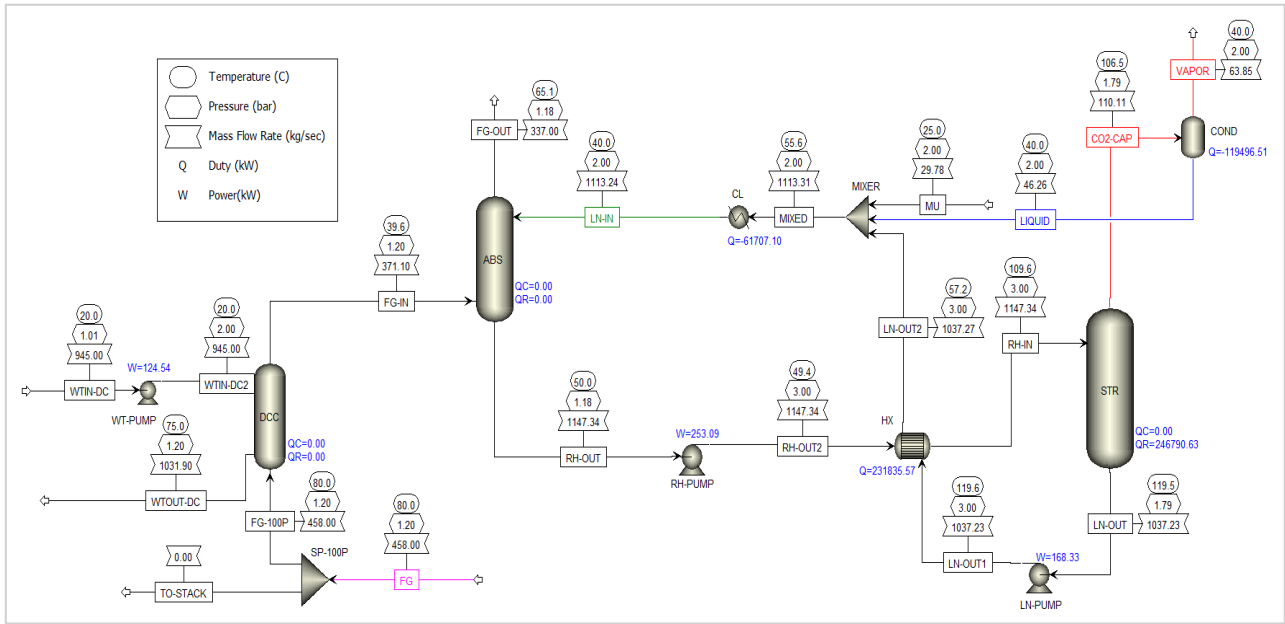 Temperature (C)
Pressure (bar)
Mass Flow Rate (kg/sec)
Q Duty (kW)
W Power(kW)
40.0
2.00
VAPOR
63.85
106.5
1.79
110.11
CO2-CAP
COND
Q=-119496.51
65.1
1.18
FG-OUT
337.00
40.0
2.00
1113.24
LN-IN
55.6
2.00
1113.31
MIXED
CL
Q=-61707.10
25.0
2.00
29.78
MU
MIXER
40.0
2.00
46.26
LIQUID
39.6
1.20
371.10
FG-IN
ABS
QC=0.00
QR=0.00
57.2
3.00
LN-OUT2
1037.27
109.6
3.00
1147.34
RH-IN
20.0
1.01
945.00
WTIN-DC
W=124.54
WT-PUMP
20.0
2.00
945.00
WTIN-DC2
DCC
QC=0.00
QR=0.00
STR
QC=0.00
QR=246790.63
75.0
1.20
1031.90
WTOUT-DC
50.0
1.18
1147.34
RH-OUT
W=253.09
RH-PUMP
49.4
3.00
1147.34
RH-OUT2
HX
Q=231835.57
119.6
3.00
1037.23
LN-OUT1
119.5
1.79
LN-OUT
1037.23
W=168.33
LN-PUMP
80.0
1.20
FG-100P
458.00
SP-100P
80.0
1.20
458.00
FG
0.00
TO-STACK